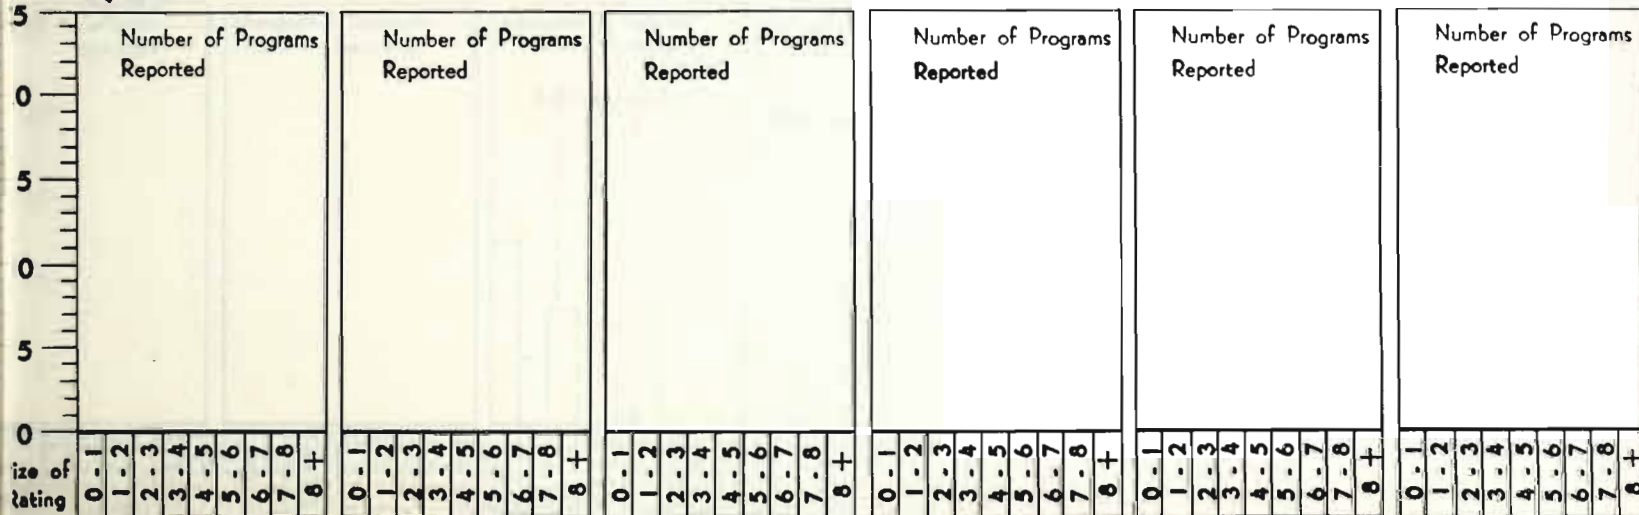 5
Number of Programs Reported
Number of Programs Reported
Number of Programs Reported
Number of Programs Reported
Number of Programs Reported
Number of Programs Reported
0
5
0
5
0
ize of
ating
0 - 1 1 - 2 2 - 3 3 - 4 4 - 5 5 - 6 6 - 7 7 - 8 8 +
0 - 1 1 - 2 2 - 3 3 - 4 4 - 5 5 - 6 6 - 7 7 - 8 8 +
0 - 1 1 - 2 2 - 3 3 - 4 4 - 5 5 - 6 6 - 7 7 - 8 8 +
0 - 1 1 - 2 2 - 3 3 - 4 4 - 5 5 - 6 6 - 7 7 - 8 8 +
0 - 1 1 - 2 2 - 3 3 - 4 4 - 5 5 - 6 6 - 7 7 - 8 8 +
0 - 1 1 - 2 2 - 3 3 - 4 4 - 5 5 - 6 6 - 7 7 - 8 8 +